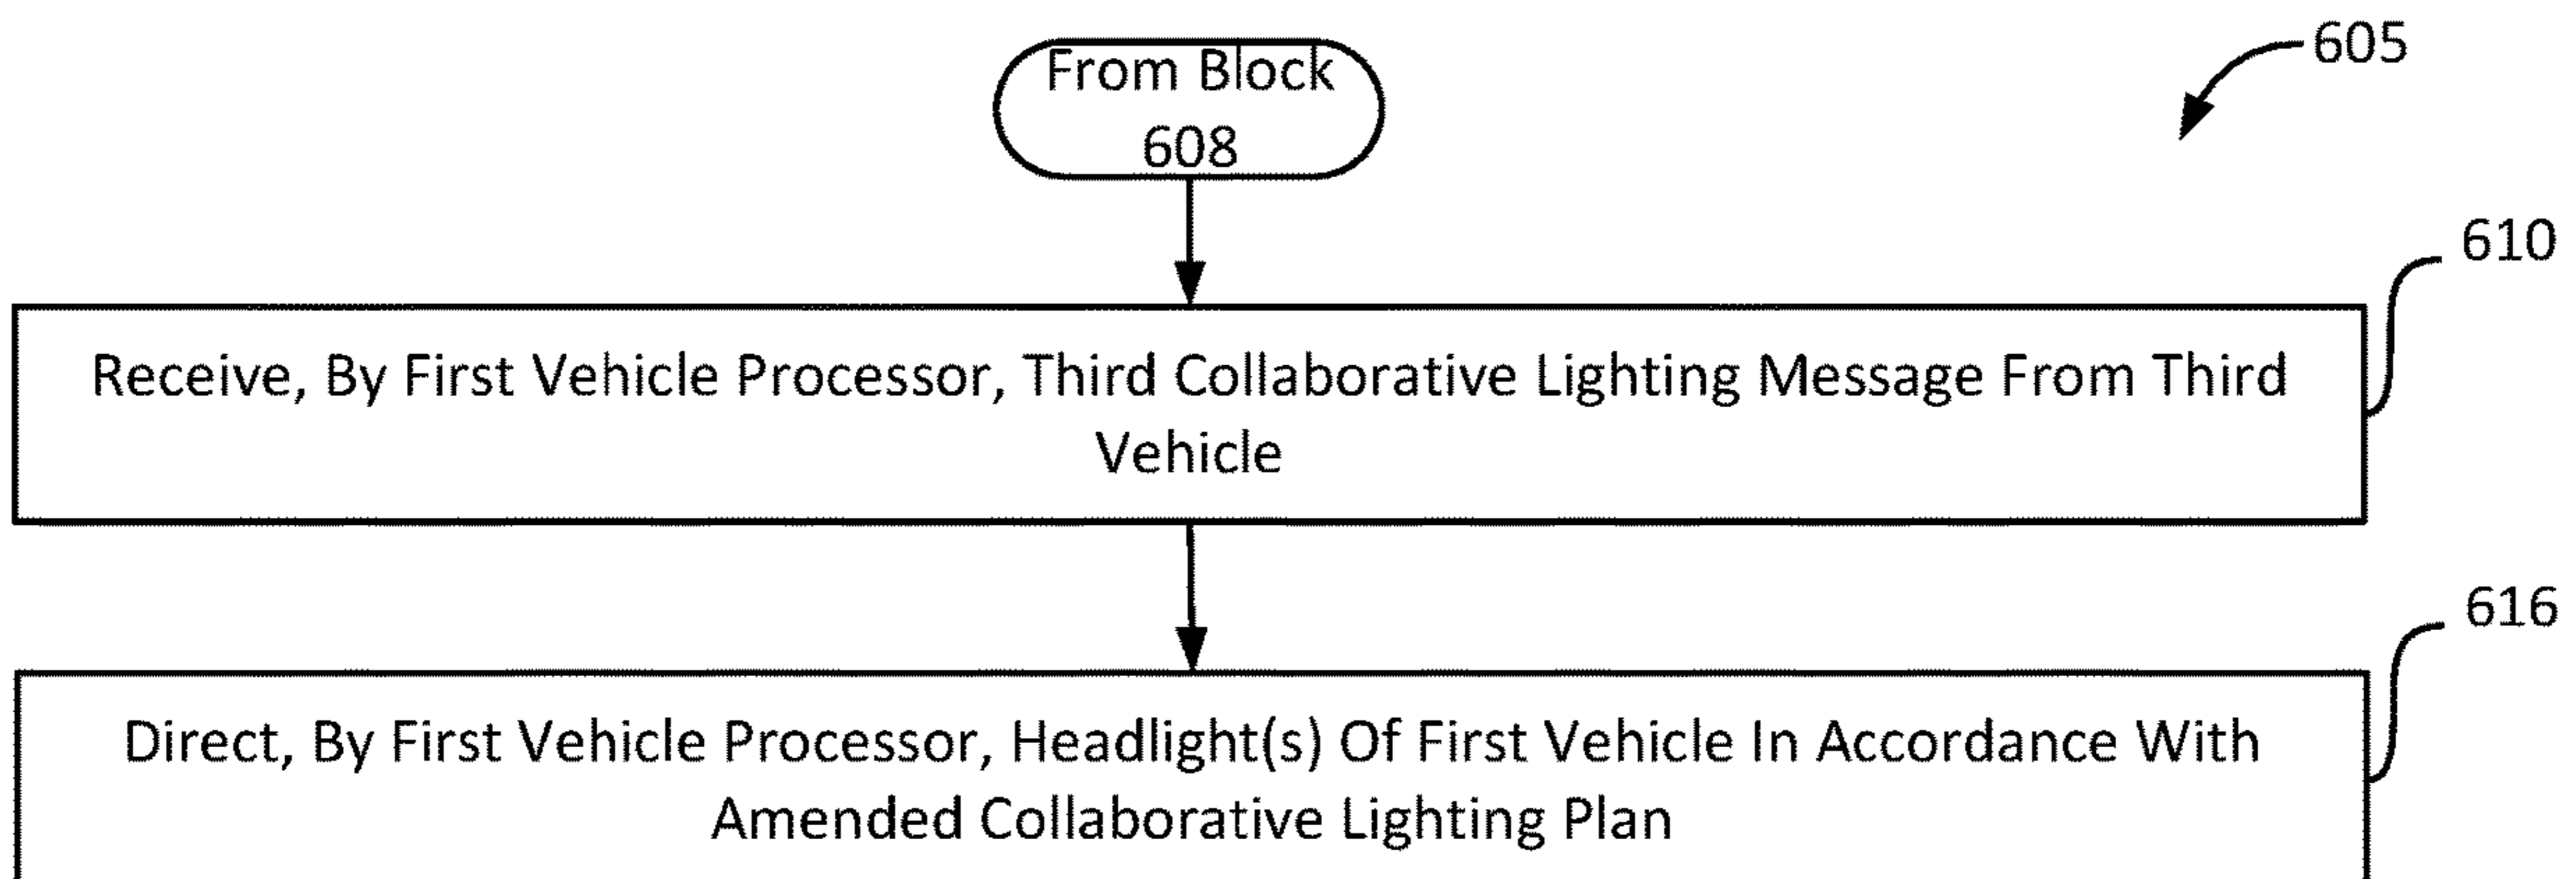 From Block
608
605
610
Receive, By First Vehicle Processor, Third Collaborative Lighting Message From Third
Vehicle
616
Direct, By First Vehicle Processor, Headlight(s) Of First Vehicle In Accordance With
Amended Collaborative Lighting Plan